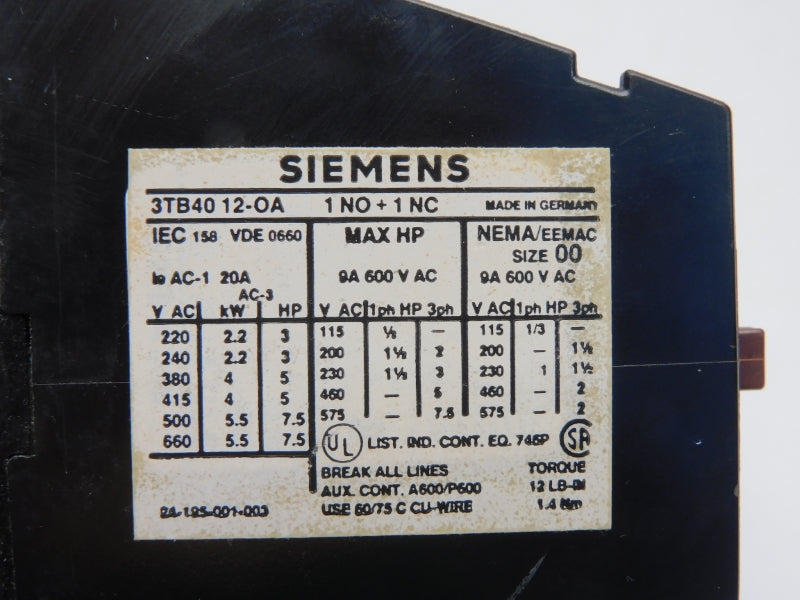 SIEMENS
3TB40 12-OA 1 NO + 1 NC MADE IN GERMANY
IEC 158 VDE 0660 MAX HP NEMA/EEMAC
SIZE 00
Ie AC-1 20A 9A 600 V AC 9A 600 V AC
AC-3
V AC kW HP V AC 1ph HP 3ph V AC 1ph HP 3ph
220 2.2 3 115 ½ — 115 1/3 —
240 2.2 3 200 1½ 2 200 — 1½
380 4 5 230 1½ 3 230 1 1½
415 4 5 460 — 5 460 — 2
500 5.5 7.5 575 — 7.5 575 — 2
660 5.5 7.5 UL LIST. IND. CONT. EQ. 746P SA
BREAK ALL LINES TORQUE
AUX. CONT. A600/P600 12 LB-IN
USE 60/75 C CU-WIRE 1.4 Nm